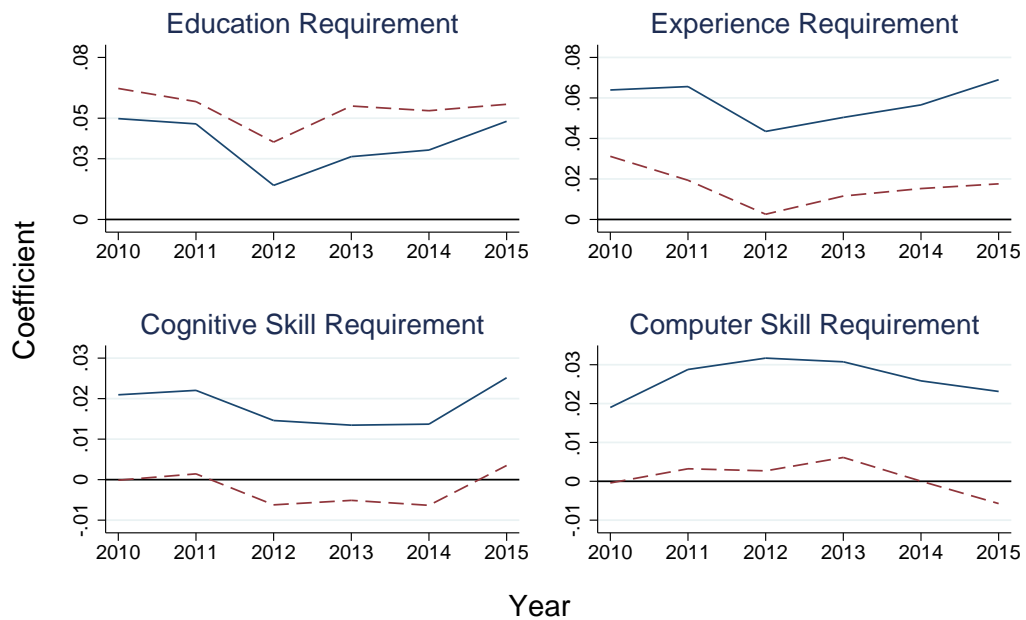 Education Requirement
.08
.05
.03
0
2010 2011 2012 2013 2014 2015
Experience Requirement
.08
.06
.04
.02
0
2010 2011 2012 2013 2014 2015
Coefficient
Cognitive Skill Requirement
.03
.02
.01
0
-.01
2010 2011 2012 2013 2014 2015
Computer Skill Requirement
.03
.02
.01
0
-.01
2010 2011 2012 2013 2014 2015
Year